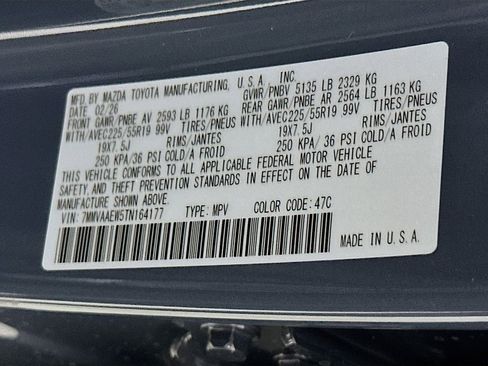 MFD. BY MAZDA TOYOTA MANUFACTURING, U.S.A. INC.
DATE 02/26 GVWR/PNBV 5135 LB 2329 KG
FRONT GAWR/PNBE AV 2593 LB 1176 KG REAR GAWR/PNBE AR 2564 LB 1163 KG
WITH/AVEC225/55R19 99V TIRES/PNEUS WITH/AVEC225/55R19 99V TIRES/PNEUS
19X7.5J RIMS/JANTES 19X7.5J RIMS/JANTES
250 KPA/36 PSI COLD/A FROID 250 KPA/36 PSI COLD/A FROID
THIS VEHICLE CONFORMS TO ALL APPLICABLE FEDERAL MOTOR VEHICLE
SAFETY, AND THEFT PREVENTION STANDARDS IN EFFECT ON THE DATE OF
MANUFACTURE SHOWN ABOVE.
VIN: 7MMVAAEW5TN164177 TYPE: MPV COLOR CODE: 47C
MADE IN U.S.A.